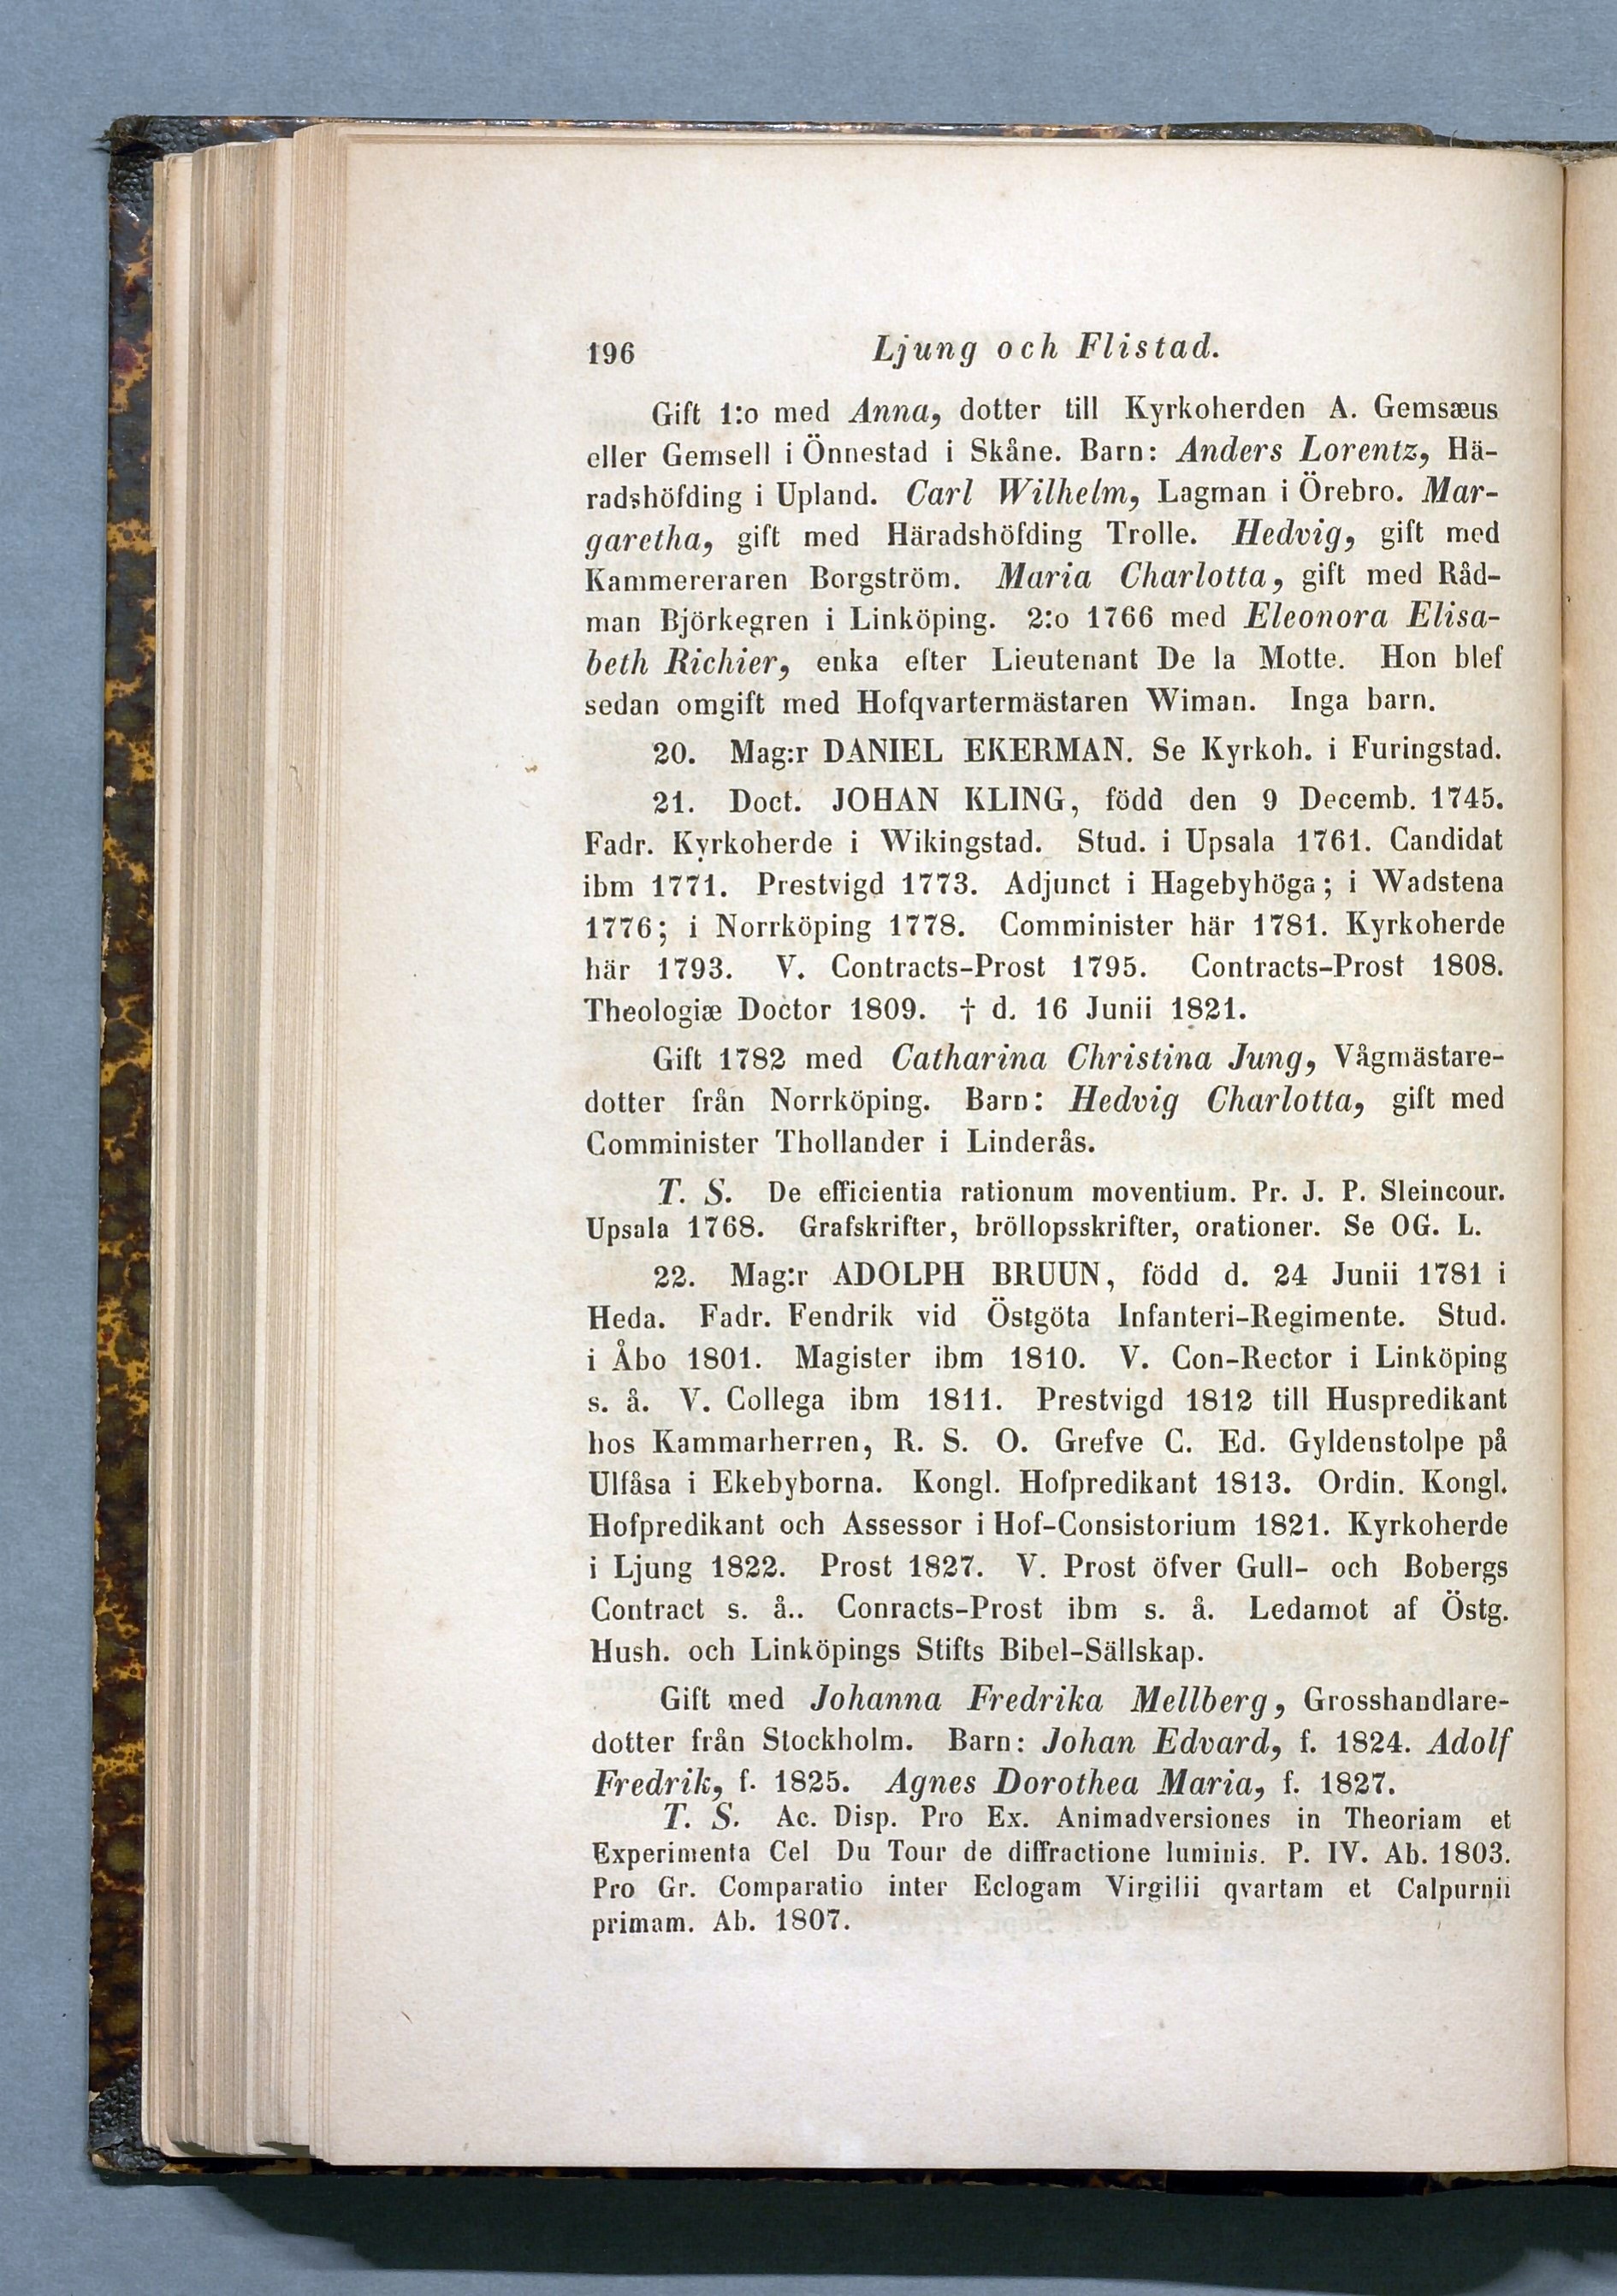 196 Ljung och Flistad.
Gift 1:o med Anna, dotter till Kyrkoherden A. Gemsæus
eller Gemsell i Önnestad i Skåne. Barn: Anders Lorentz, Hä-
radshöfding i Upland. Carl Wilhelm, Lagman i Örebro. Mar-
garetha, gift med Häradshöfding Trolle. Hedvig, gift med
Kammereraren Borgström. Maria Charlotta, gift med Råd-
man Björkegren i Linköping. 2:o 1766 med Eleonora Elisa-
beth Richier, enka efter Lieutenant De la Motte. Hon blef
sedan omgift med Hofqvartermästaren Wiman. Inga barn.
20. Mag:r DANIEL EKERMAN. Se Kyrkoh. i Furingstad.
21. Doct. JOHAN KLING, född den 9 Decemb. 1745.
Fadr. Kyrkoherde i Wikingstad. Stud. i Upsala 1761. Candidat
ibm 1771. Prestvigd 1773. Adjunct i Hagebyhöga; i Wadstena
1776; i Norrköping 1778. Comminister här 1781. Kyrkoherde
här 1793. V. Contracts-Prost 1795. Contracts-Prost 1808.
Theologiæ Doctor 1809. † d. 16 Junii 1821.
Gift 1782 med Catharina Christina Jung, Vågmästare-
dotter från Norrköping. Barn: Hedvig Charlotta, gift med
Comminister Thollander i Linderås.
T. S. De efficientia rationum moventium. Pr. J. P. Sleincour.
Upsala 1768. Grafskrifter, bröllopsskrifter, orationer. Se OG. L.
22. Mag:r ADOLPH BRUUN, född d. 24 Junii 1781 i
Heda. Fadr. Fendrik vid Östgöta Infanteri-Regimente. Stud.
i Åbo 1801. Magister ibm 1810. V. Con-Rector i Linköping
s. å. V. Collega ibm 1811. Prestvigd 1812 till Huspredikant
hos Kammarherren, R. S. O. Grefve C. Ed. Gyldenstolpe på
Ulfåsa i Ekebyborna. Kongl. Hofpredikant 1813. Ordin. Kongl.
Hofpredikant och Assessor i Hof-Consistorium 1821. Kyrkoherde
i Ljung 1822. Prost 1827. V. Prost öfver Gull- och Bobergs
Contract s. å.. Conracts-Prost ibm s. å. Ledamot af Östg.
Hush. och Linköpings Stifts Bibel-Sällskap.
Gift med Johanna Fredrika Mellberg, Grosshandlare-
dotter från Stockholm. Barn: Johan Edvard, f. 1824. Adolf
Fredrik, f. 1825. Agnes Dorothea Maria, f. 1827.
T. S. Ac. Disp. Pro Ex. Animadversiones in Theoriam et
Experimenta Cel Du Tour de diffractione luminis. P. IV. Ab. 1803.
Pro Gr. Comparatio inter Eclogam Virgilii qvartam et Calpurnii
primam. Ab. 1807.